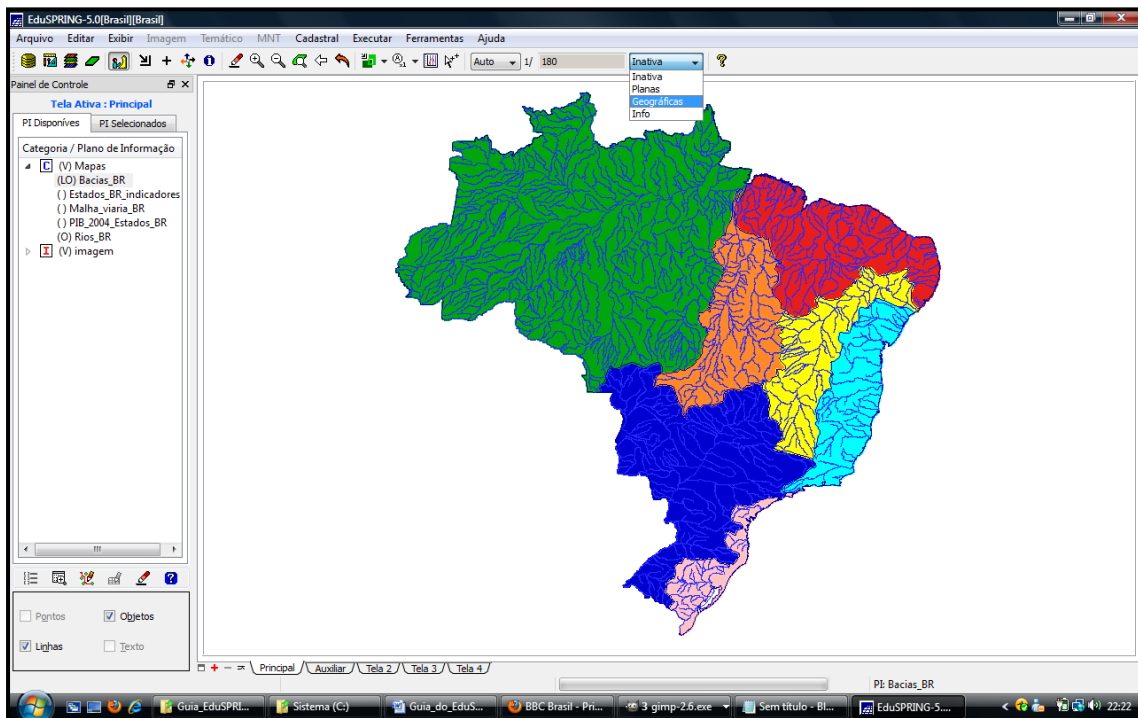 EduSPRING-5.0[Brasil][Brasil]
Arquivo Editar Exibir Imagem Temático MNT Cadastral Executar Ferramentas Ajuda
Auto 1/ 180 Inativa
Inativa
Planas
Geográficas
Info
Painel de Controle
Tela Ativa : Principal
PI Disponíves PI Selecionados
Categoria / Plano de Informação
C (V) Mapas
(LO) Bacias_BR
( ) Estados_BR_indicadores
( ) Malha_viaria_BR
( ) PIB_2004_Estados_BR
(O) Rios_BR
I (V) imagem
Pontos Objetos
Linhas Texto
Principal Auxiliar Tela 2 Tela 3 Tela 4
PI: Bacias_BR
Guia_EduSPRI... Sistema (C:) Guia_do_EduS... BBC Brasil - Pri... 3 gimp-2.6.exe Sem título - Bl... EduSPRING-5.... 22:22